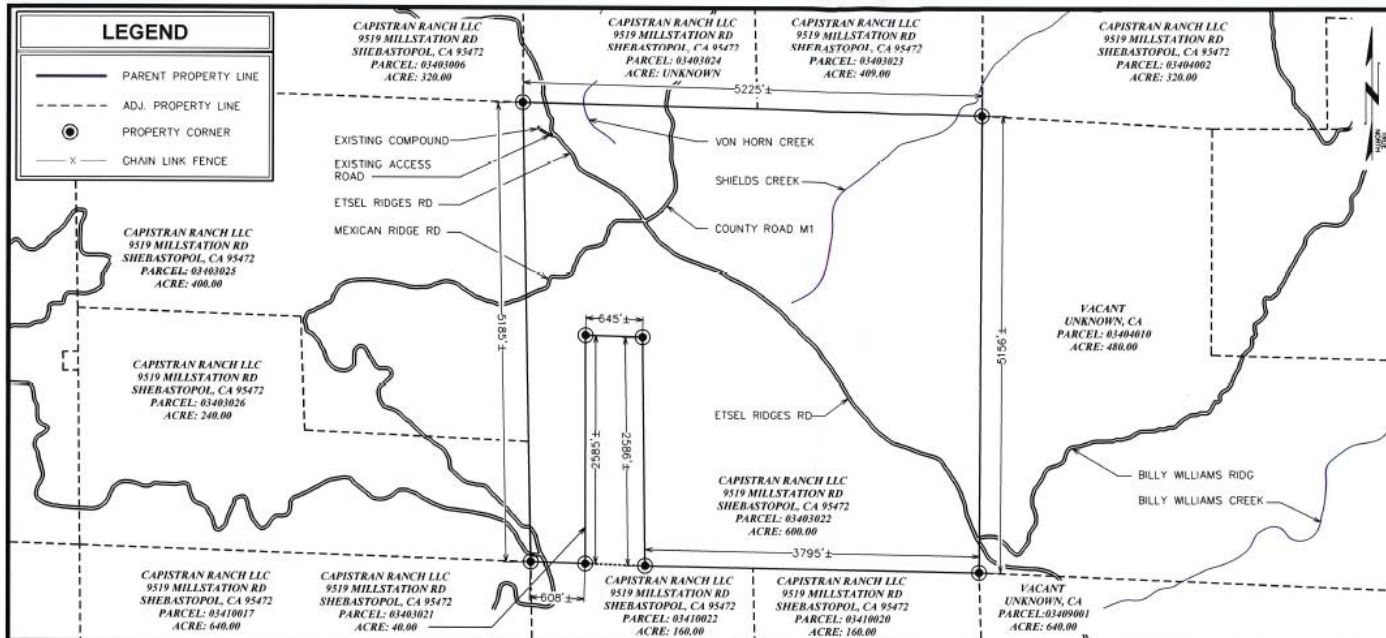 LEGEND
PARENT PROPERTY LINE
ADJ. PROPERTY LINE
PROPERTY CORNER
X
CHAIN LINK FENCE
CAPISTRAN RANCH LLC
9519 MILLSTATION RD
SHEBASTOPOL, CA 95472
PARCEL: 03403006
ACRE: 320.00
CAPISTRAN RANCH LLC
9519 MILLSTATION RD
SHEBASTOPOL, CA 95472
PARCEL: 03403024
ACRE: UNKNOWN
CAPISTRAN RANCH LLC
9519 MILLSTATION RD
SHEBASTOPOL, CA 95472
PARCEL: 03403023
ACRE: 409.00
CAPISTRAN RANCH LLC
9519 MILLSTATION RD
SHEBASTOPOL, CA 95472
PARCEL: 03404002
ACRE: 320.00
TRUE
NORTH
5225'±
EXISTING COMPOUND
EXISTING ACCESS
ROAD
ETSEL RIDGES RD
MEXICAN RIDGE RD
VON HORN CREEK
SHIELDS CREEK
COUNTY ROAD M1
CAPISTRAN RANCH LLC
9519 MILLSTATION RD
SHEBASTOPOL, CA 95472
PARCEL: 03403025
ACRE: 400.00
5185'±
645'±
5156'±
VACANT
UNKNOWN, CA
PARCEL: 03404010
ACRE: 480.00
CAPISTRAN RANCH LLC
9519 MILLSTATION RD
SHEBASTOPOL, CA 95472
PARCEL: 03403026
ACRE: 240.00
2585'±
2586'±
ETSEL RIDGES RD
CAPISTRAN RANCH LLC
9519 MILLSTATION RD
SHEBASTOPOL, CA 95472
PARCEL: 03403022
ACRE: 600.00
BILLY WILLIAMS RIDG
BILLY WILLIAMS CREEK
3795'±
CAPISTRAN RANCH LLC
9519 MILLSTATION RD
SHEBASTOPOL, CA 95472
PARCEL: 03410017
ACRE: 640.00
CAPISTRAN RANCH LLC
9519 MILLSTATION RD
SHEBASTOPOL, CA 95472
PARCEL: 03403021
ACRE: 40.00
608'±
CAPISTRAN RANCH LLC
9519 MILLSTATION RD
SHEBASTOPOL, CA 95472
PARCEL: 03410022
ACRE: 160.00
CAPISTRAN RANCH LLC
9519 MILLSTATION RD
SHEBASTOPOL, CA 95472
PARCEL: 03410020
ACRE: 160.00
VACANT
UNKNOWN, CA
PARCEL:03409001
ACRE: 640.00